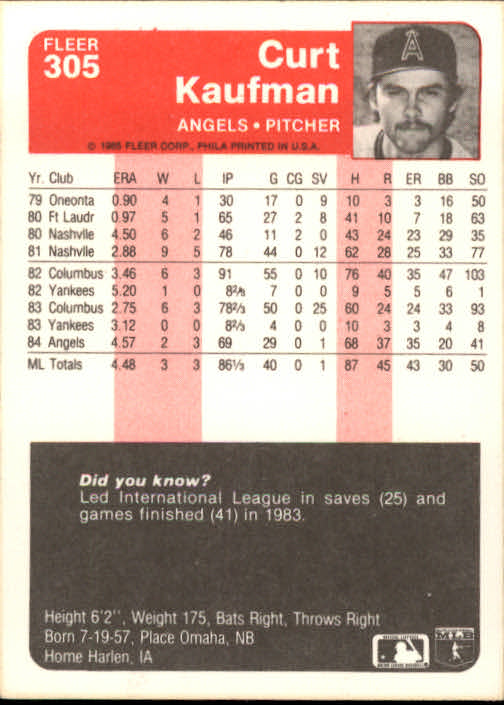 FLEER
305
Curt
Kaufman
ANGELS • PITCHER
© 1985 FLEER CORP., PHILA PRINTED IN U.S.A.
A
Yr. Club ERA W L IP G CG SV H R ER BB SO
79 Oneonta 0.90 4 1 30 17 0 9 10 3 3 16 50
80 Ft Laudr 0.97 5 1 65 27 2 8 41 10 7 18 63
80 Nashvlle 4.50 6 2 46 11 2 0 43 24 23 29 35
81 Nashvlle 2.88 9 5 78 44 0 12 62 28 25 33 77
82 Columbus 3.46 6 3 91 55 0 10 76 40 35 47 103
82 Yankees 5.20 1 0 8⅔ 7 0 0 9 5 5 6 1
83 Columbus 2.75 6 3 78⅔ 50 0 25 60 24 24 33 93
83 Yankees 3.12 0 0 8⅔ 4 0 0 10 3 3 4 8
84 Angels 4.57 2 3 69 29 0 1 68 37 35 20 41
ML Totals 4.48 3 3 86⅓ 40 0 1 87 45 43 30 50
Did you know?
Led International League in saves (25) and
games finished (41) in 1983.
Height 6'2'', Weight 175, Bats Right, Throws Right
Born 7-19-57, Place Omaha, NB
Home Harlen, IA
MLB